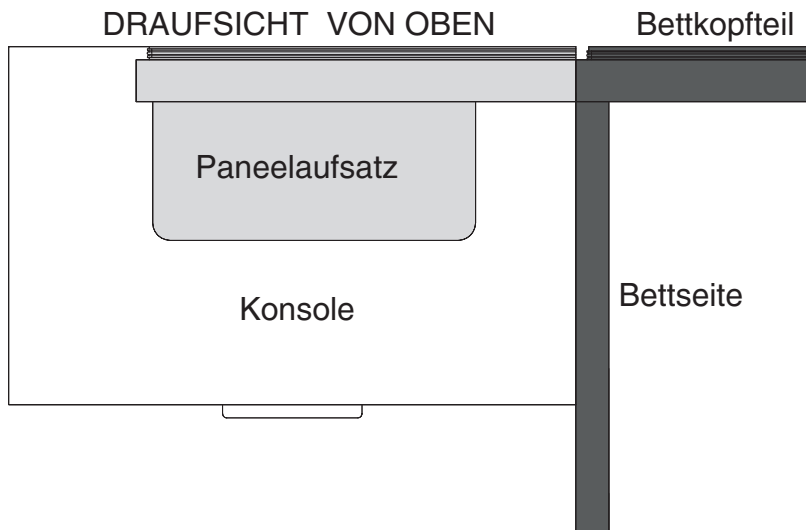 DRAUFSICHT VON OBEN
Bettkopfteil
Paneelaufsatz
Bettseite
Konsole